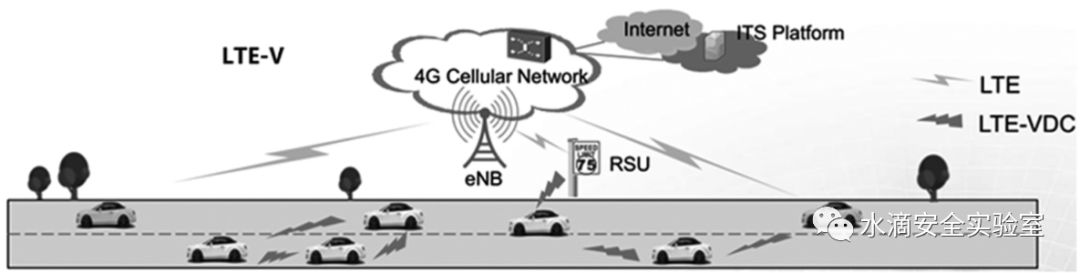 LTE-V
4G Cellular Network
Internet
ITS Platform
LTE
LTE-VDC
eNB
SPEED
LIMIT
75
RSU
水滴安全实验室